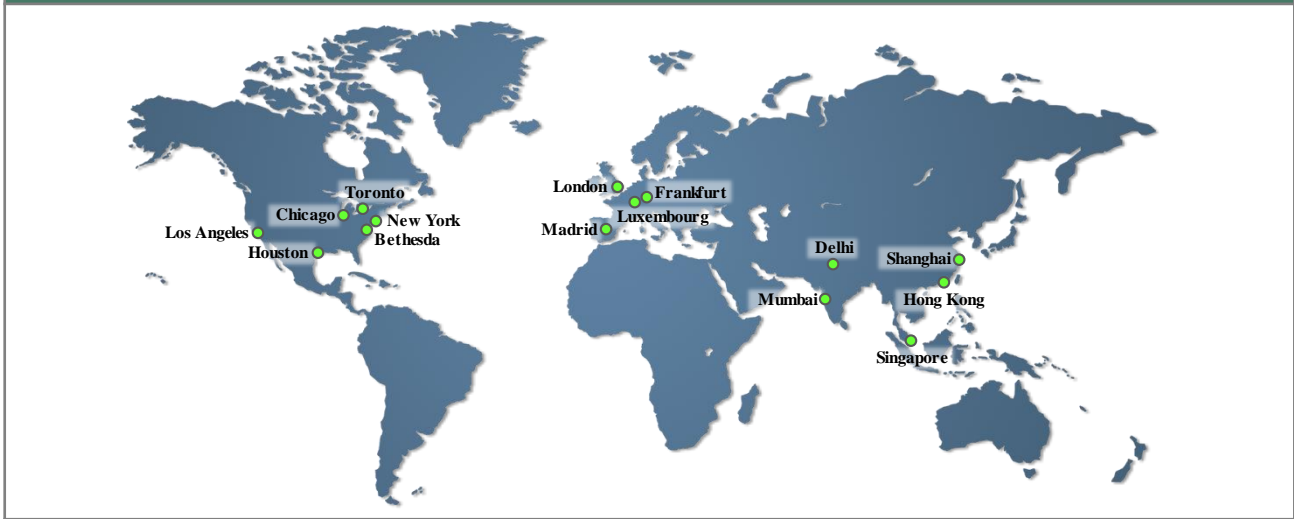 Toronto
Chicago
New York
Los Angeles
Bethesda
Houston
London
Frankfurt
Luxembourg
Madrid
Delhi
Shanghai
Mumbai
Hong Kong
Singapore